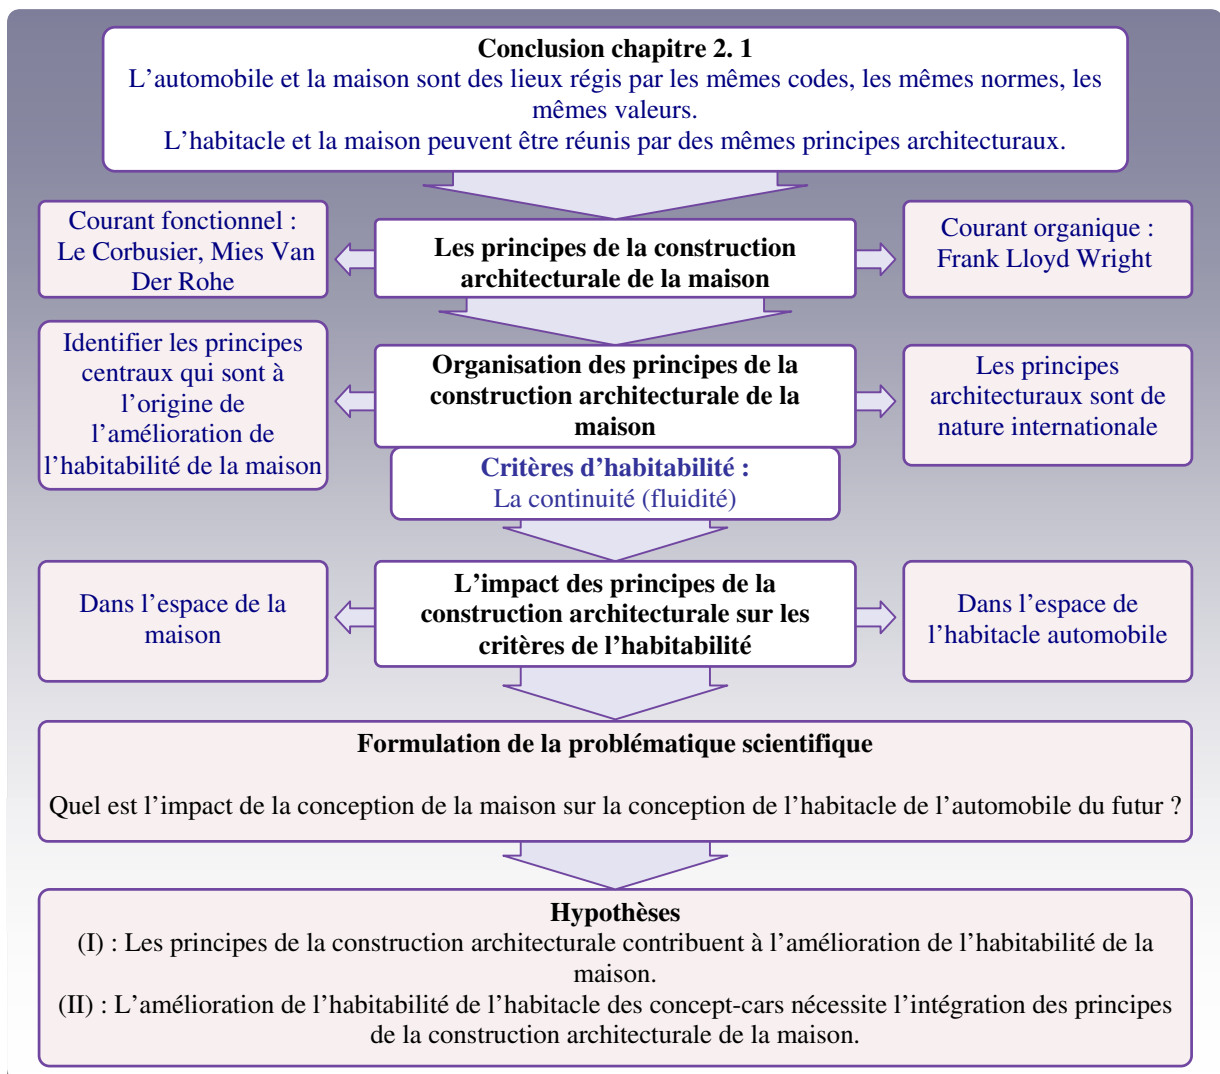 Conclusion chapitre 2. 1
L’automobile et la maison sont des lieux régis par les mêmes codes, les mêmes normes, les
mêmes valeurs.
L’habitacle et la maison peuvent être réunis par des mêmes principes architecturaux.
Courant fonctionnel :
Le Corbusier, Mies Van
Der Rohe
Les principes de la construction
architecturale de la maison
Courant organique :
Frank Lloyd Wright
Identifier les principes
centraux qui sont à
l’origine de
l’amélioration de
l’habitabilité de la maison
Organisation des principes de la
construction architecturale de la
maison
Les principes
architecturaux sont de
nature internationale
Critères d’habitabilité :
La continuité (fluidité)
Dans l’espace de la
maison
L’impact des principes de la
construction architecturale sur les
critères de l’habitabilité
Dans l’espace de
l’habitacle automobile
Formulation de la problématique scientifique
Quel est l’impact de la conception de la maison sur la conception de l’habitacle de l’automobile du futur ?
Hypothèses
(I) : Les principes de la construction architecturale contribuent à l’amélioration de l’habitabilité de la
maison.
(II) : L’amélioration de l’habitabilité de l’habitacle des concept-cars nécessite l’intégration des principes
de la construction architecturale de la maison.